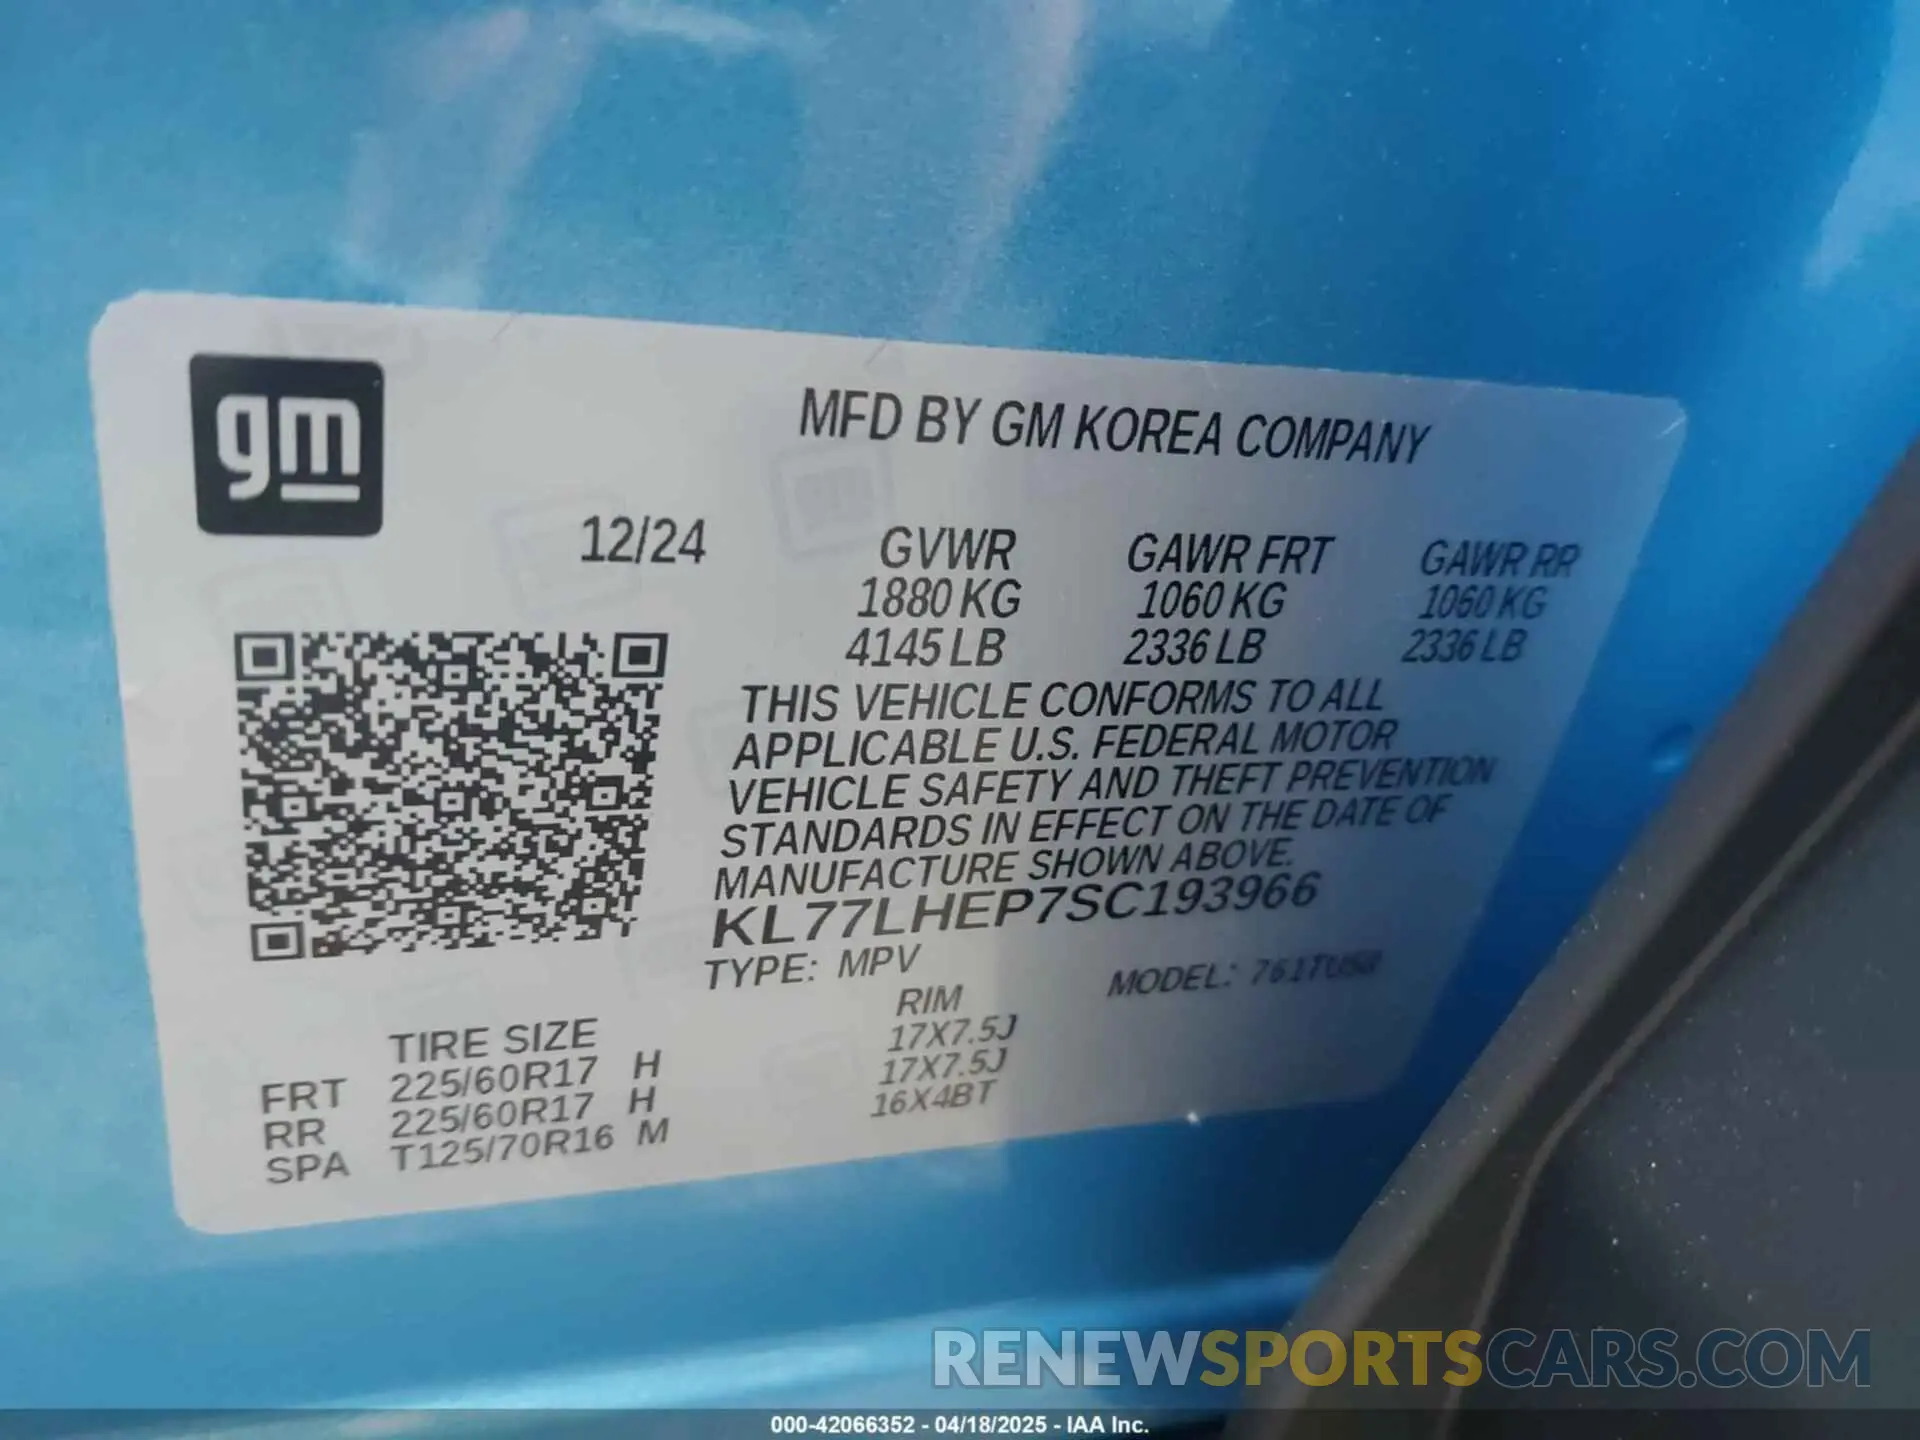 gm
MFD BY GM KOREA COMPANY
12/24 GVWR GAWR FRT GAWR RR
1880 KG 1060 KG 1060 KG
4145 LB 2336 LB 2336 LB
THIS VEHICLE CONFORMS TO ALL
APPLICABLE U.S. FEDERAL MOTOR
VEHICLE SAFETY AND THEFT PREVENTION
STANDARDS IN EFFECT ON THE DATE OF
MANUFACTURE SHOWN ABOVE.
KL77LHEP7SC193966
TYPE: MPV MODEL:
TIRE SIZE RIM
FRT 225/60R17 H 17X7.5J
RR 225/60R17 H 17X7.5J
SPA T125/70R16 M 16X4BT
RENEWSPORTSCARS.COM
000-42066352 - 04/18/2025 - IAA Inc.